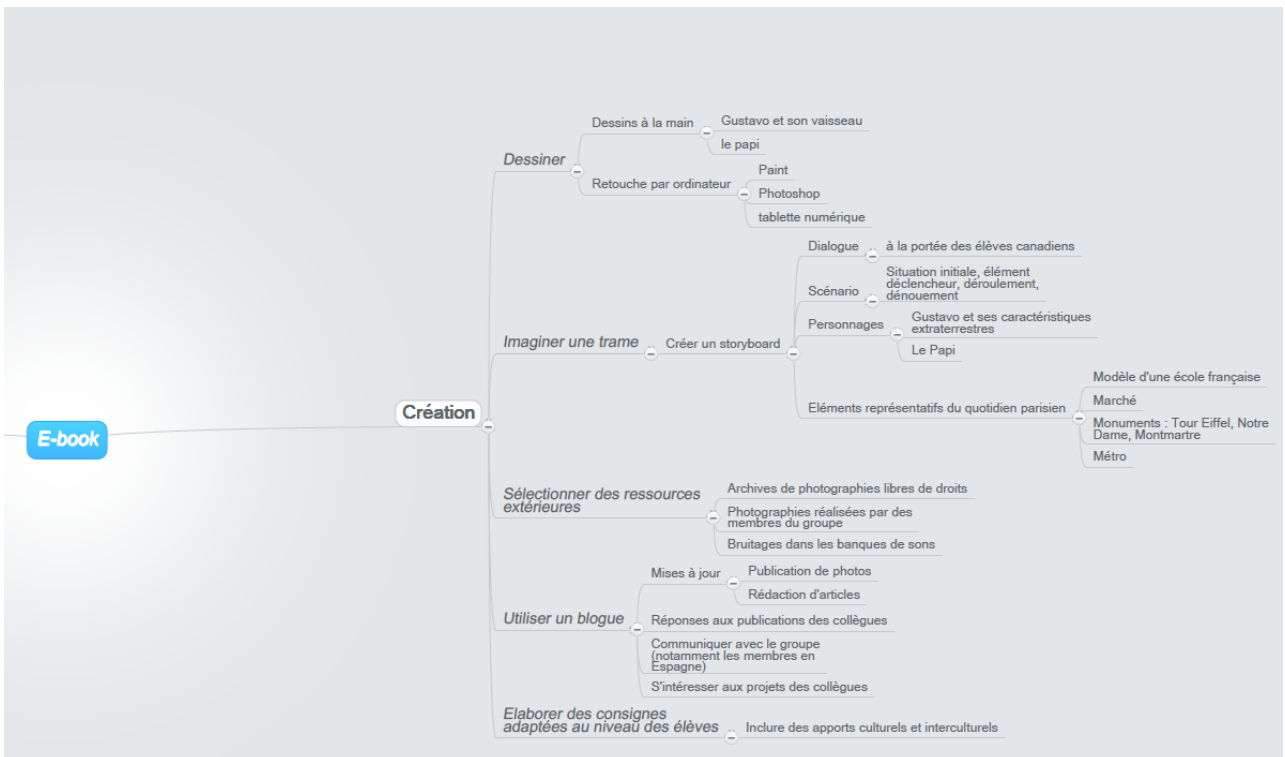 E-book
Création
Dessiner
Dessins à la main
Gustavo et son vaisseau
le papi
Retouche par ordinateur
Paint
Photoshop
tablette numérique
Imaginer une trame
Créer un storyboard
Dialogue
à la portée des élèves canadiens
Scénario
Situation initiale, élément
déclencheur, déroulement,
dénouement
Personnages
Gustavo et ses caractéristiques
extraterrestres
Le Papi
Eléments représentatifs du quotidien parisien
Modèle d'une école française
Marché
Monuments : Tour Eiffel, Notre
Dame, Montmartre
Métro
Sélectionner des ressources
extérieures
Archives de photographies libres de droits
Photographies réalisées par des
membres du groupe
Bruitages dans les banques de sons
Utiliser un blogue
Mises à jour
Publication de photos
Rédaction d'articles
Réponses aux publications des collègues
Communiquer avec le groupe
(notamment les membres en
Espagne)
S'intéresser aux projets des collègues
Elaborer des consignes
adaptées au niveau des élèves
Inclure des apports culturels et interculturels